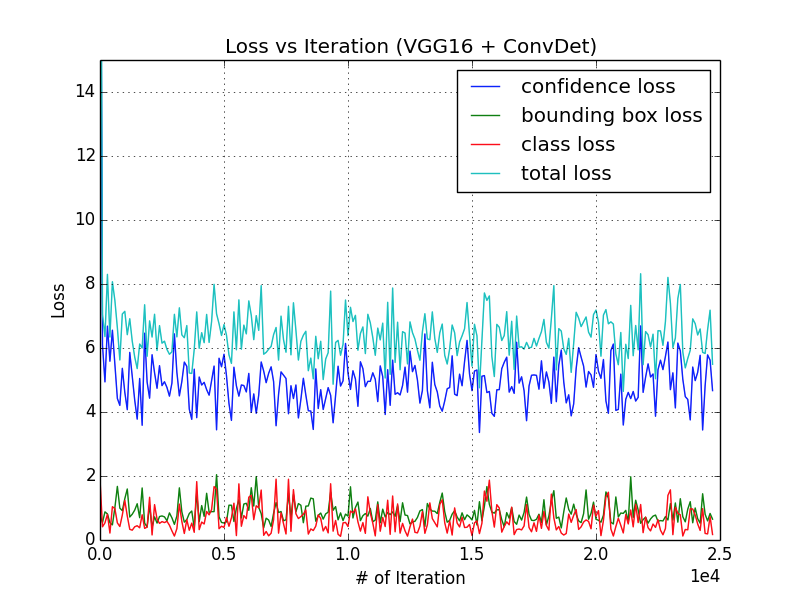 Loss vs Iteration (VGG16 + ConvDet)
confidence loss
bounding box loss
class loss
total loss
Loss
14
12
10
8
6
4
2
0
0.0 0.5 1.0 1.5 2.0 2.5
# of Iteration
1e4